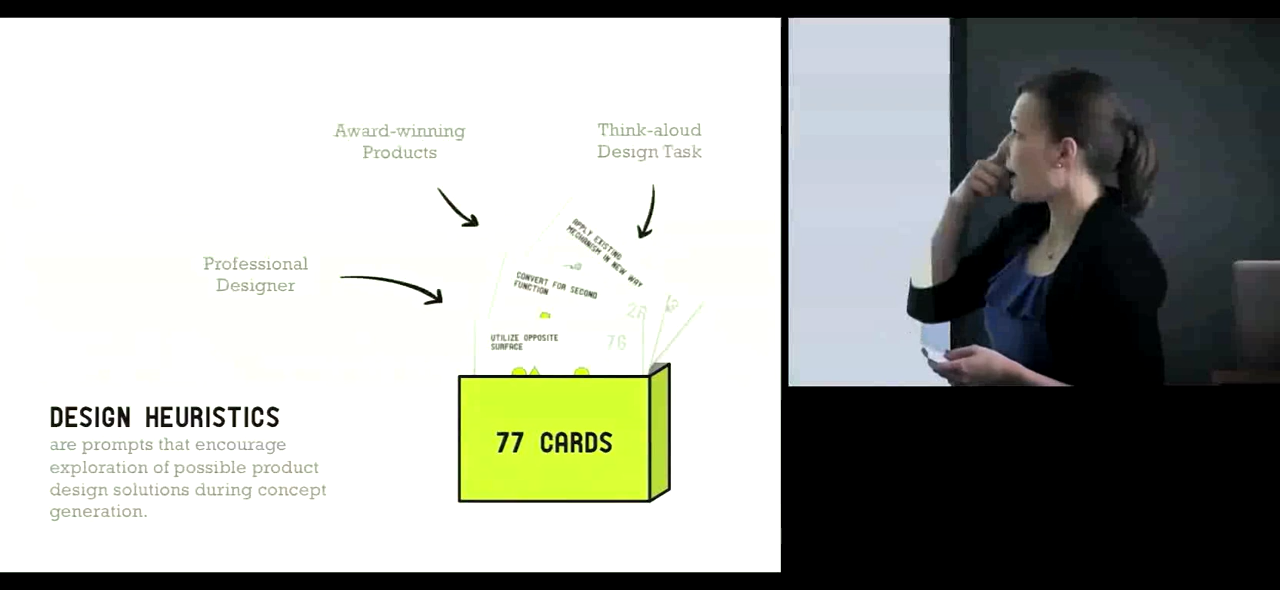 Award-winning
Products
Think-aloud
Design Task
APPLY EXISTING
MECHANISM IN NEW WAY
Professional
Designer
CONVERT FOR SECOND
FUNCTION
UTILIZE OPPOSITE
SURFACE
76
77 CARDS
DESIGN HEURISTICS
are prompts that encourage
exploration of possible product
design solutions during concept
generation.